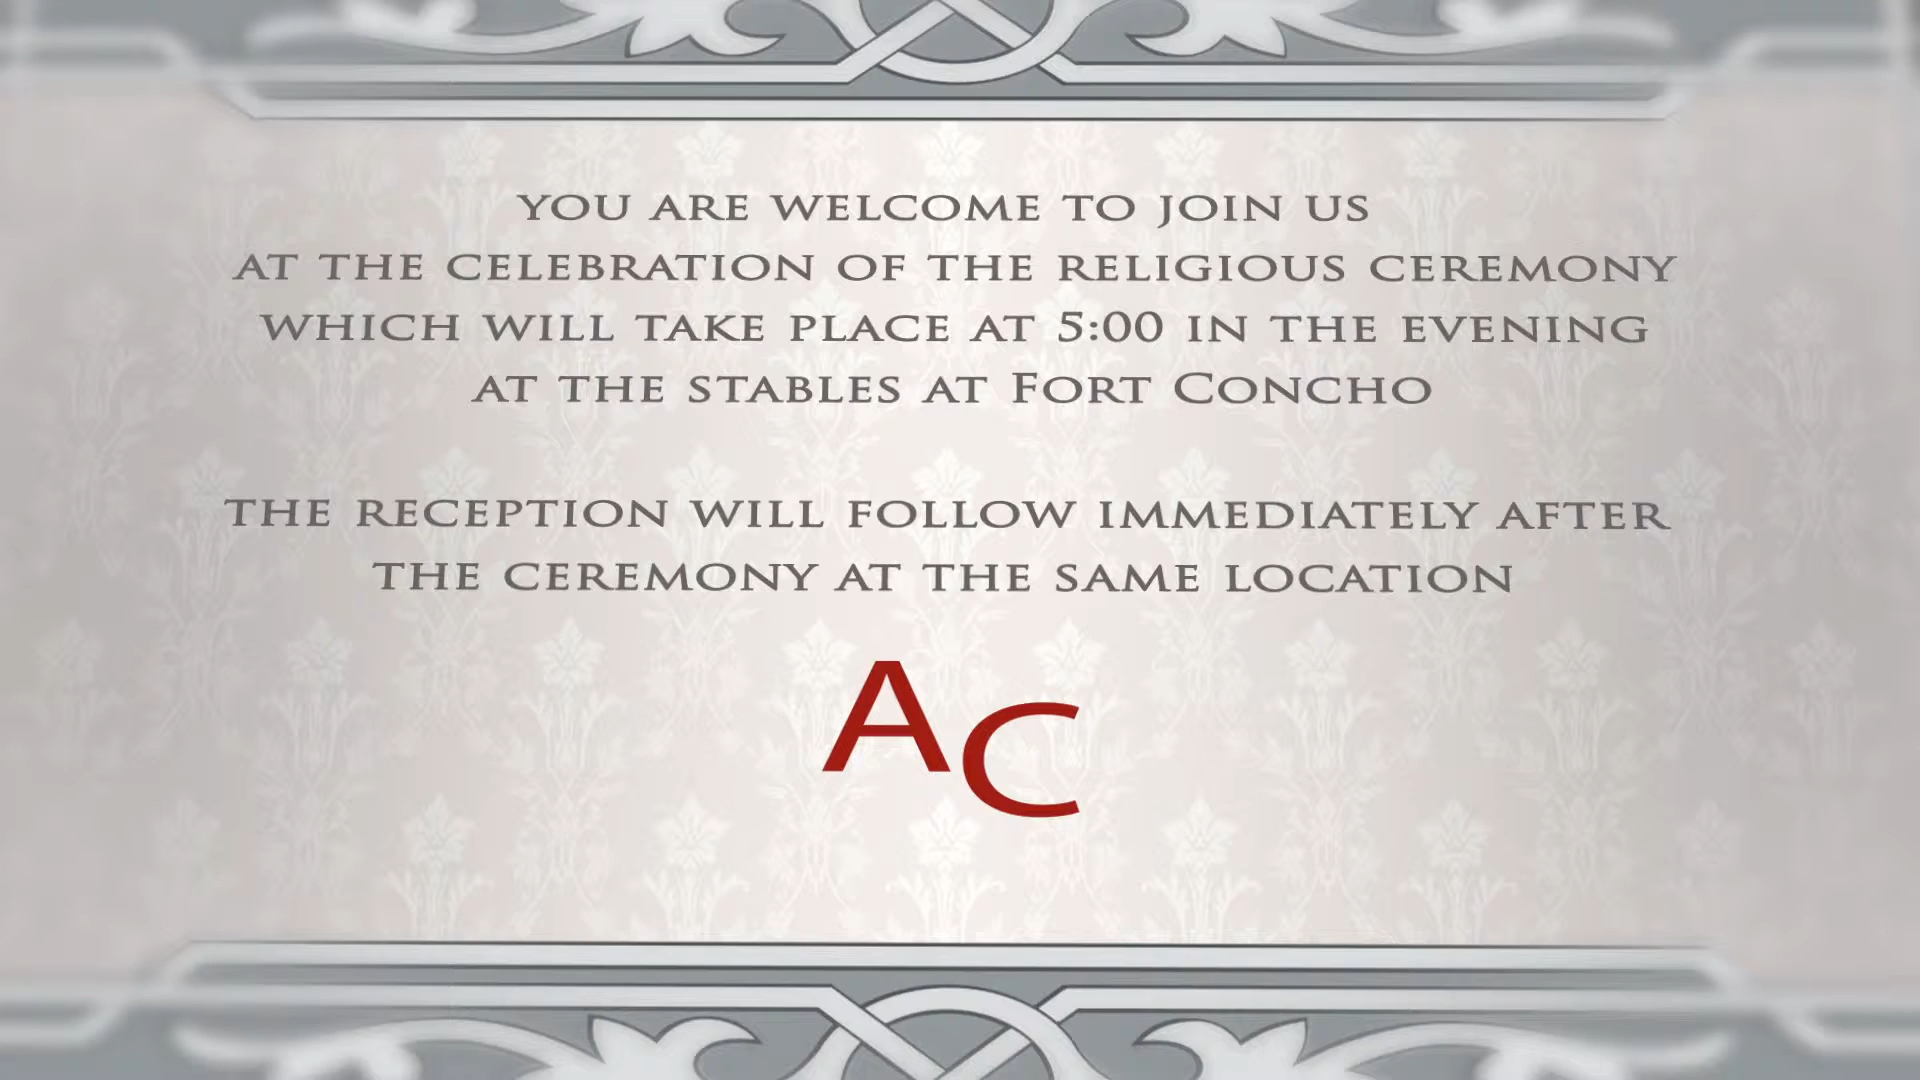 YOU ARE WELCOME TO JOIN US
AT THE CELEBRATION OF THE RELIGIOUS CEREMONY
WHICH WILL TAKE PLACE AT 5:00 IN THE EVENING
AT THE STABLES AT FORT CONCHO
THE RECEPTION WILL FOLLOW IMMEDIATELY AFTER
THE CEREMONY AT THE SAME LOCATION
AC